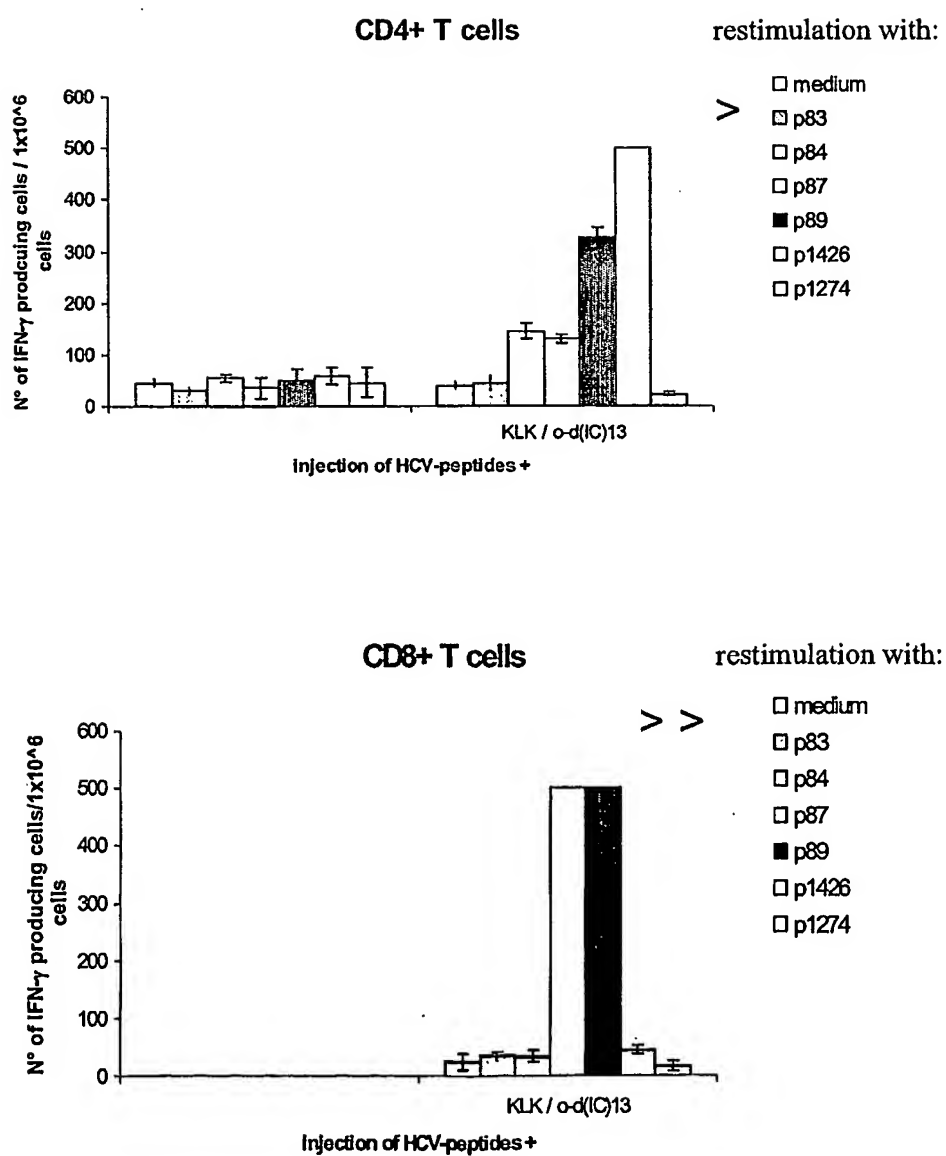 CD4+ T cells
restimulation with:
>
medium
p83
p84
p87
p89
p1426
p1274
N° of IFN-γ prodcuing cells / 1x10^6
cells
600
500
400
300
200
100
0
KLK / o-d(IC)13
Injection of HCV-peptides +
CD8+ T cells
restimulation with:
> >
medium
p83
p84
p87
p89
p1426
p1274
N° of IFN-γ producing cells/1x10^6
cells
600
500
400
300
200
100
0
KLK / o-d(IC)13
Injection of HCV-peptides +